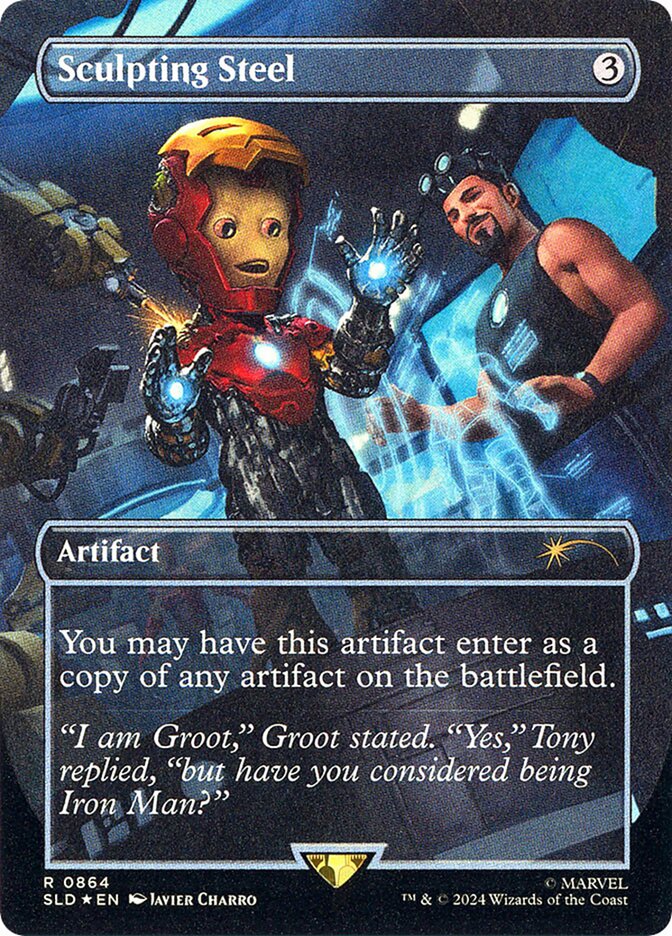 Sculpting Steel 3
Artifact
You may have this artifact enter as a
copy of any artifact on the battlefield.
“I am Groot,” Groot stated. “Yes,” Tony
replied, “but have you considered being
Iron Man?”
R 0864 © MARVEL
SLD ★ EN Javier Charro ™ & © 2024 Wizards of the Coast